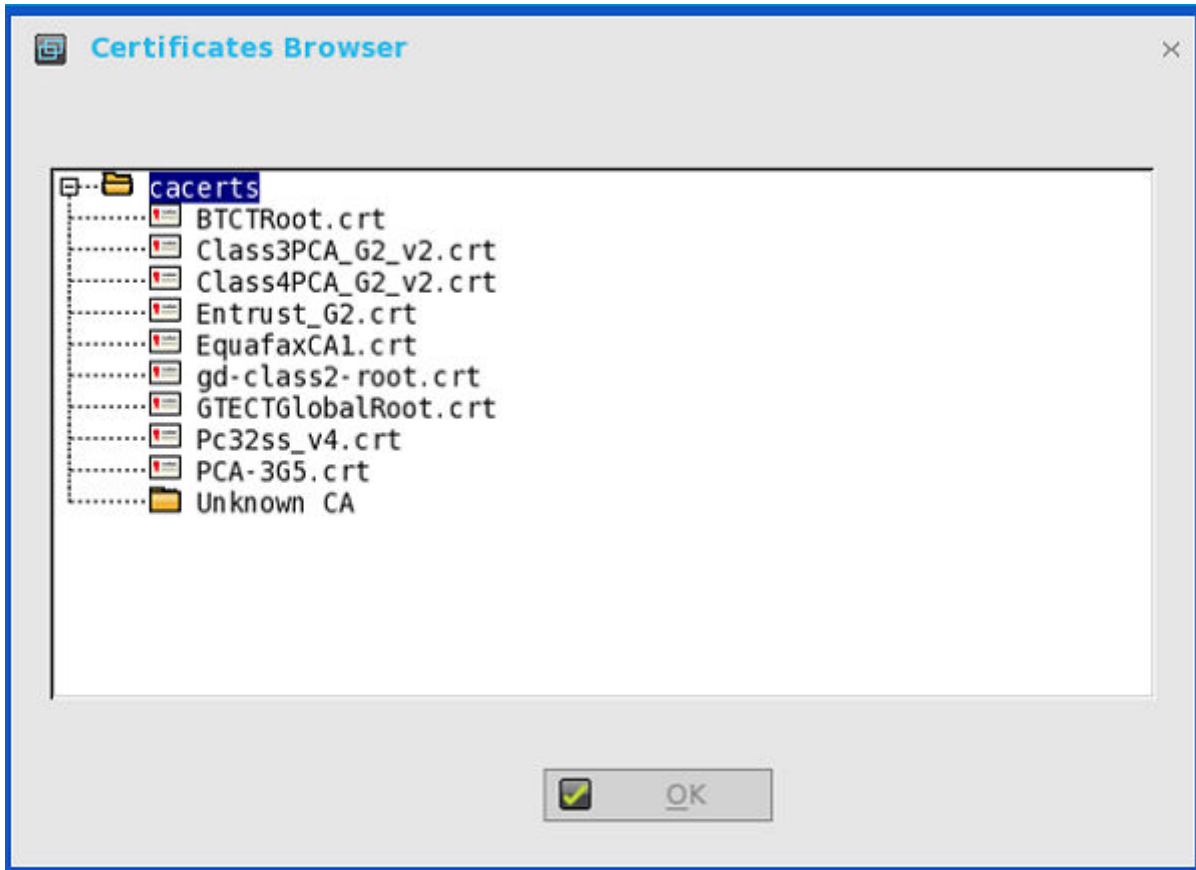 Certificates Browser
cacerts
BTCTRoot.crt
Class3PCA_G2_v2.crt
Class4PCA_G2_v2.crt
Entrust_G2.crt
EquafaxCA1.crt
gd-class2-root.crt
GTECTGlobalRoot.crt
Pc32ss_v4.crt
PCA-3G5.crt
Unknown CA
OK